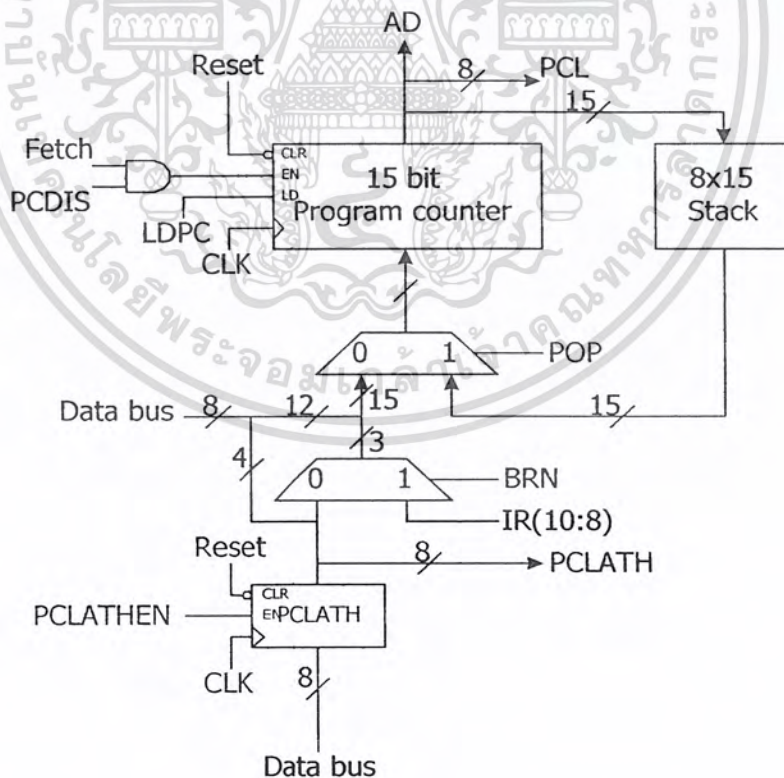 AD
Reset
8
PCL
15
Fetch
PCDIS
CLR
EN
LD
15 bit
Program counter
8x15
Stack
LDPC
CLK
0 1
POP
Data bus
8
12
15
15
4
3
0 1
BRN
IR(10:8)
Reset
8
PCLATH
CLR
EN
PCLATH
PCLATHEN
CLK
8
Data bus